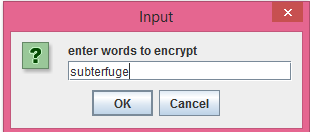 Input
x
?
enter words to encrypt
subterfuge
OK Cancel